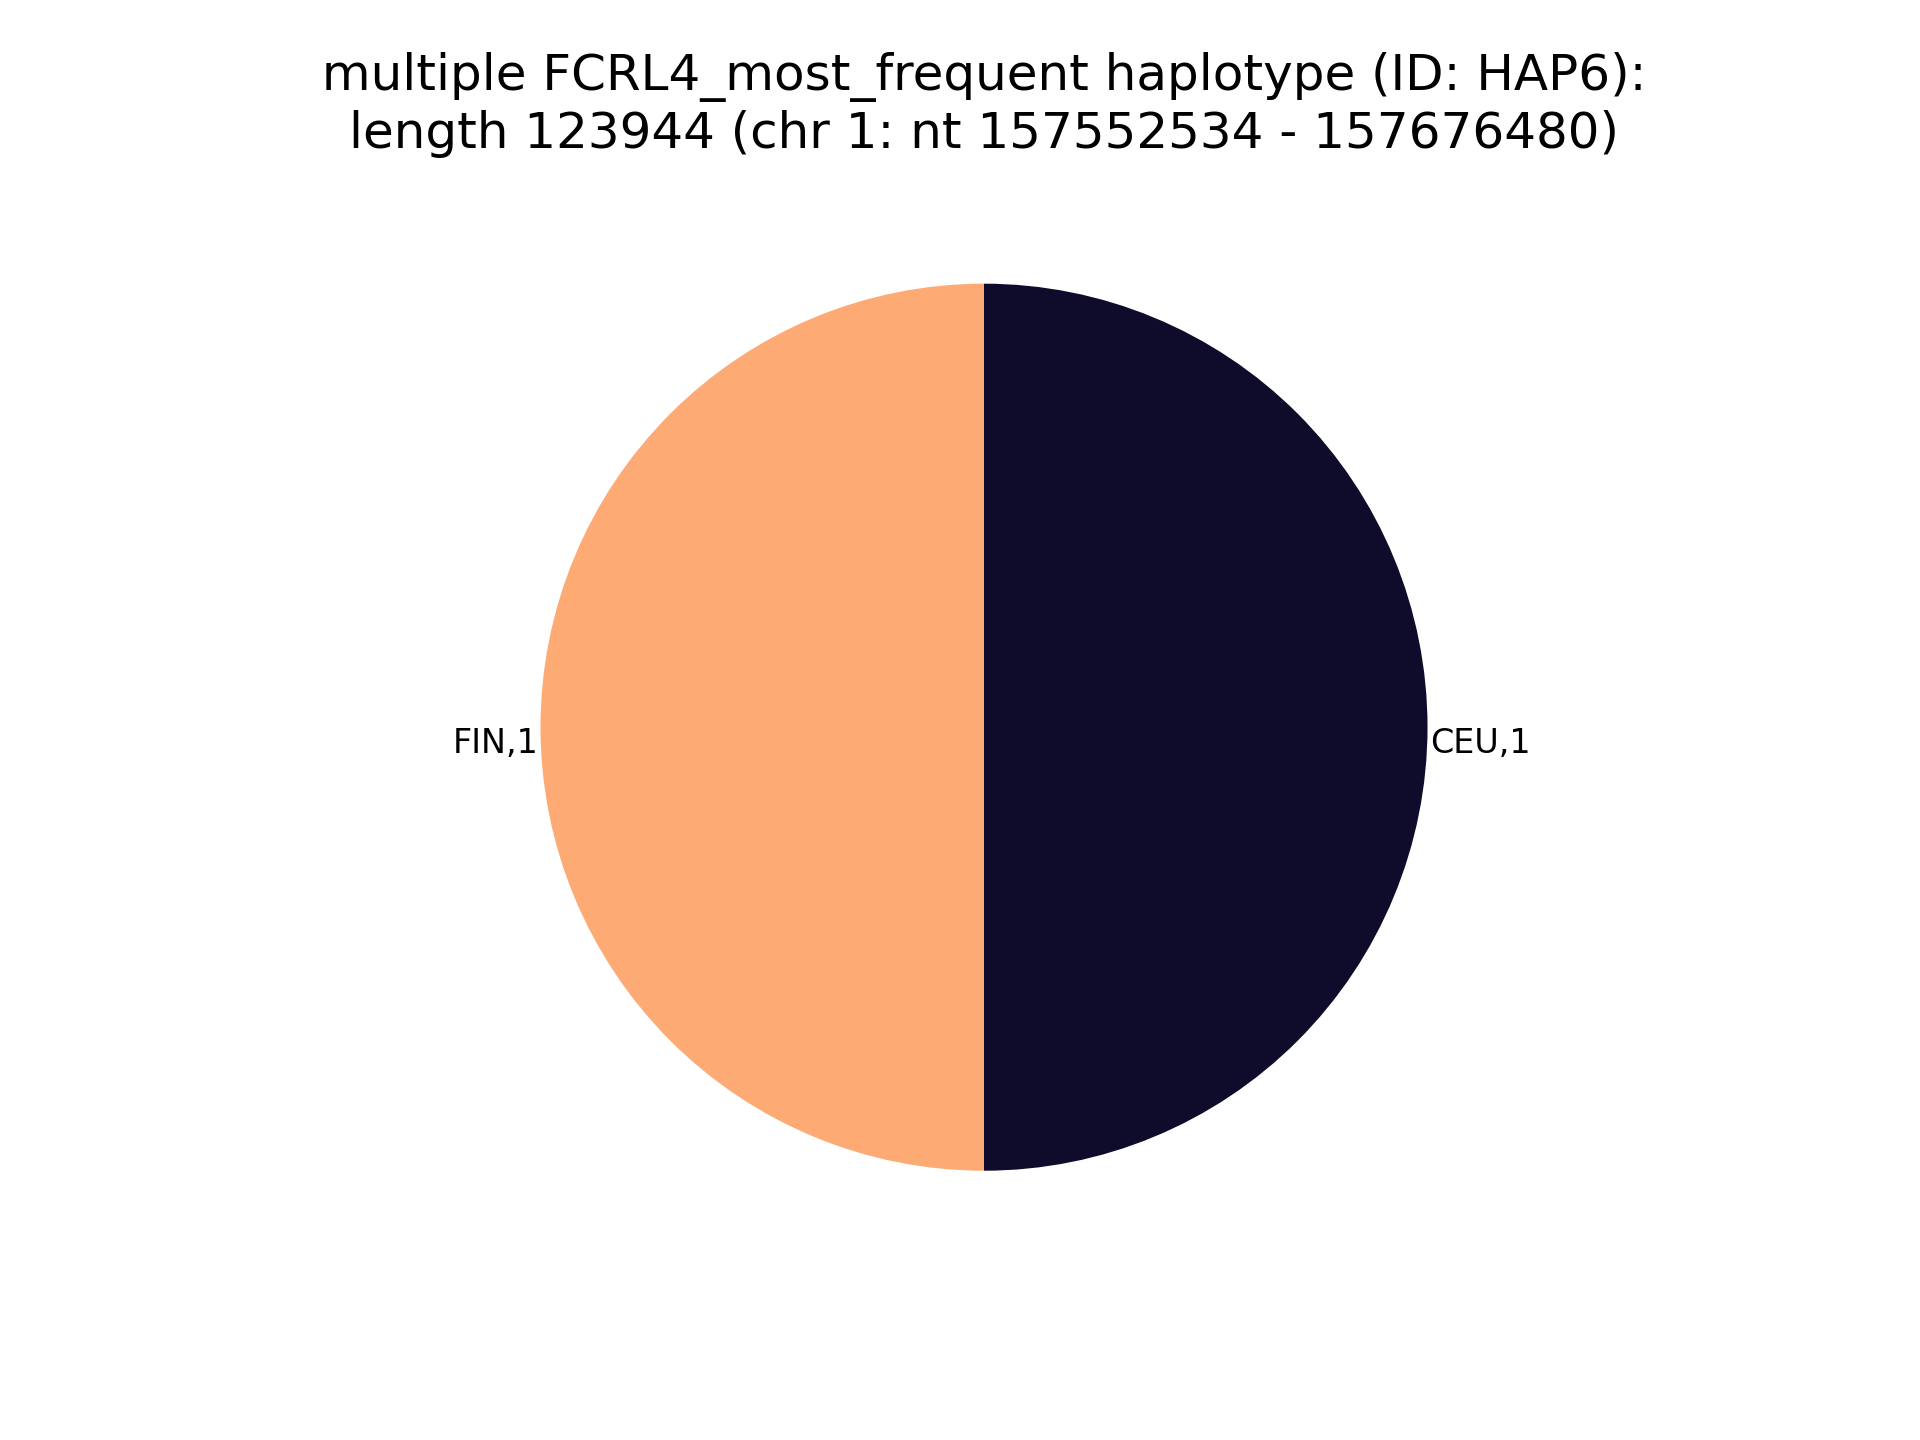 multiple FCRL4_most_frequent haplotype (ID: HAP6):
length 123944 (chr 1: nt 157552534 - 157676480)
FIN,1
CEU,1